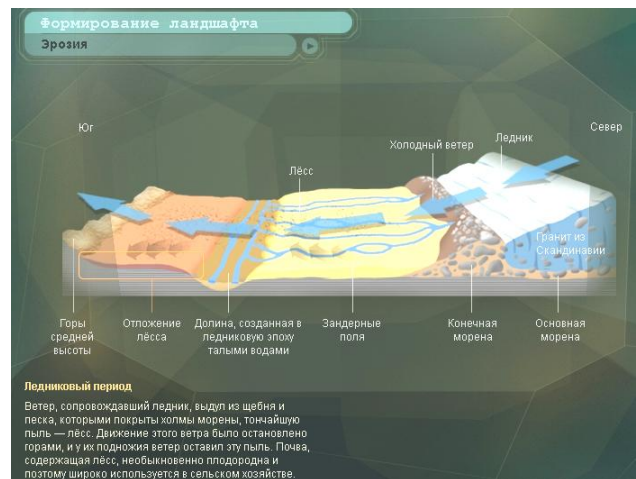 Формирование ландшафта
Эрозия
Юг
Север
Ледник
Холодный ветер
Лёсс
Гранит из
Скандинавии
Горы
средней
высоты
Отложение
лёсса
Долина, созданная в
ледниковую эпоху
талыми водами
Зандерные
поля
Конечная
морена
Основная
морена
Ледниковый период
Ветер, сопровождавший ледник, выдул из щебня и
песка, которыми покрыты холмы морены, тончайшую
пыль — лёсс. Движение этого ветра было остановлено
горами, и у их подножия ветер оставил эту пыль. Почва,
содержащая лёсс, необыкновенно плодородна и
поэтому широко используется в сельском хозяйстве.